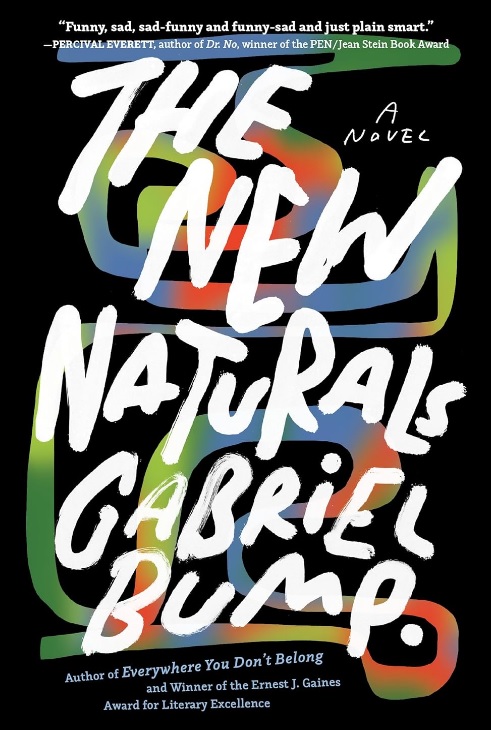 “Funny, sad, sad-funny and funny-sad and just plain smart.”
—PERCIVAL EVERETT, author of Dr. No, winner of the PEN/Jean Stein Book Award
THE
A
NOVEL
NEW
NATURALS
GABRIEL
BUMP.
Author of Everywhere You Don’t Belong
and Winner of the Ernest J. Gaines
Award for Literary Excellence